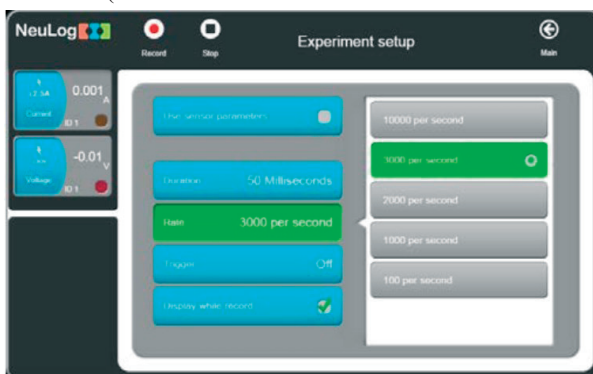 NeuLog
Record
Stop
Experiment setup
Main
±2.5A
0.001
A
Current
ID 1
-0.01
V
Voltage
ID 1
Use sensor parameters
Duration 50 Milliseconds
Rate 3000 per second
Trigger Off
Display while record
10000 per second
3000 per second
2000 per second
1000 per second
100 per second